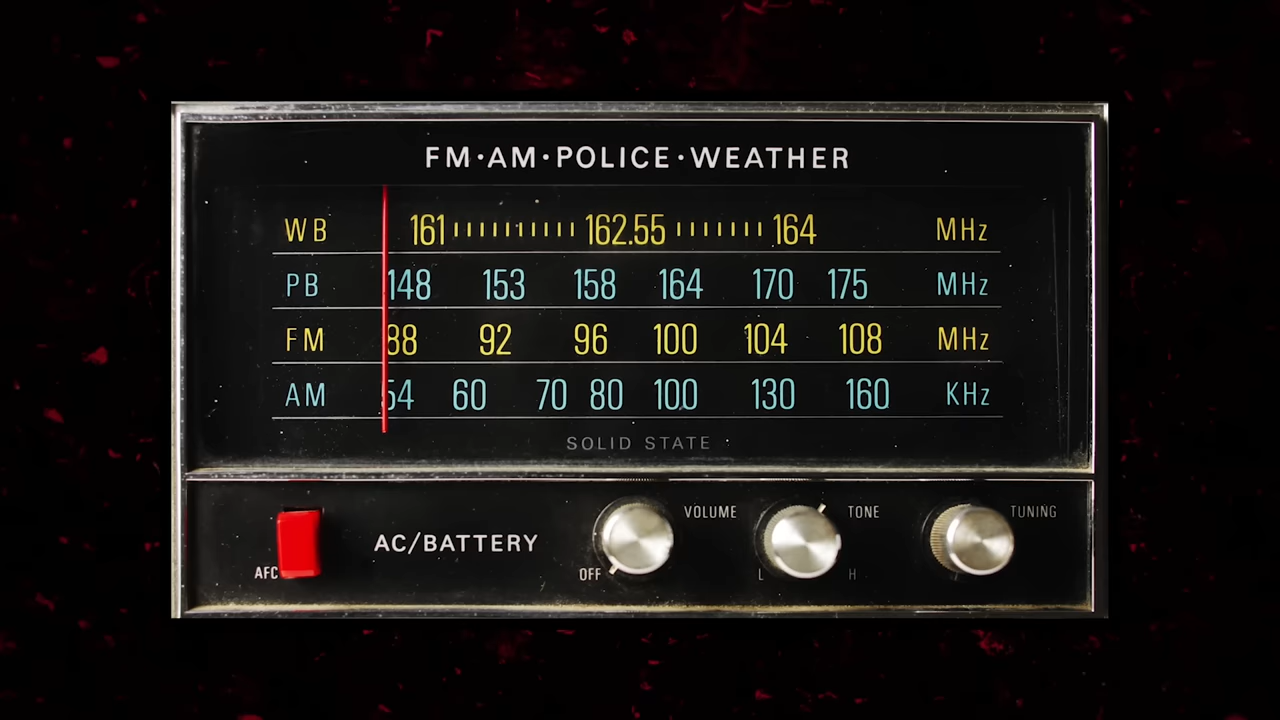 FM·AM·POLICE·WEATHER
WB 161 162.55 164 MHz
PB 148 153 158 164 170 175 MHz
FM 88 92 96 100 104 108 MHz
AM 54 60 70 80 100 130 160 KHz
SOLID STATE
VOLUME TONE TUNING
AC/BATTERY
AFC OFF L H